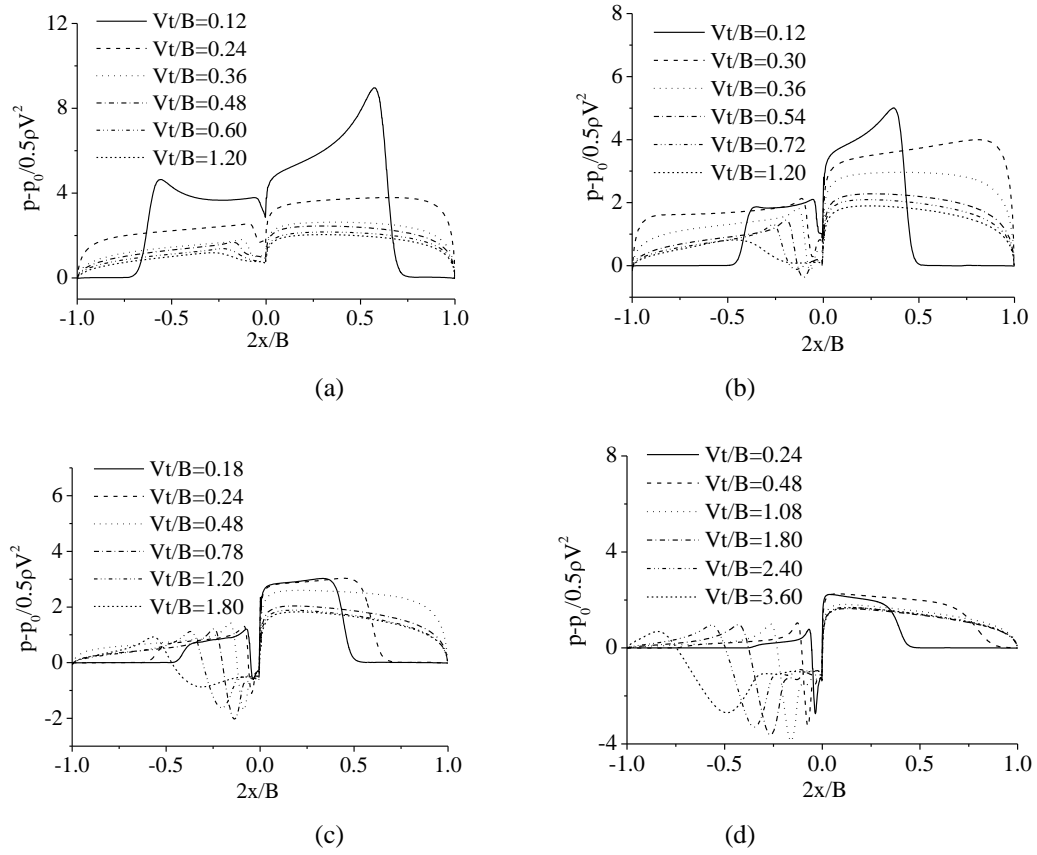 12
8
4
0
p-p₀/0.5ρV²
Vt/B=0.12
Vt/B=0.24
Vt/B=0.36
Vt/B=0.48
Vt/B=0.60
Vt/B=1.20
-1.0 -0.5 0.0 0.5 1.0
2x/B
(a)
8
6
4
2
0
p-p₀/0.5ρV²
Vt/B=0.12
Vt/B=0.30
Vt/B=0.36
Vt/B=0.54
Vt/B=0.72
Vt/B=1.20
-1.0 -0.5 0.0 0.5 1.0
2x/B
(b)
6
4
2
0
-2
p-p₀/0.5ρV²
Vt/B=0.18
Vt/B=0.24
Vt/B=0.48
Vt/B=0.78
Vt/B=1.20
Vt/B=1.80
-1.0 -0.5 0.0 0.5 1.0
2x/B
(c)
8
4
0
-4
p-p₀/0.5ρV²
Vt/B=0.24
Vt/B=0.48
Vt/B=1.08
Vt/B=1.80
Vt/B=2.40
Vt/B=3.60
-1.0 -0.5 0.0 0.5 1.0
2x/B
(d)